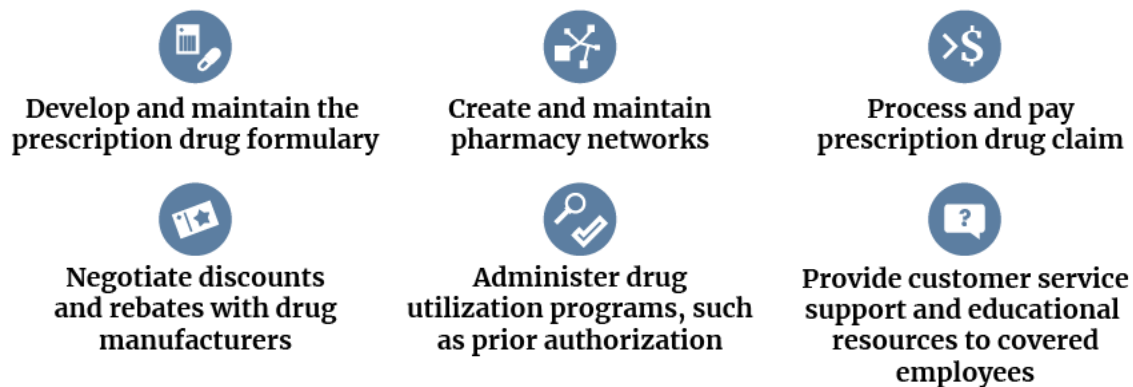 Develop and maintain the
prescription drug formulary
Create and maintain
pharmacy networks
>$
Process and pay
prescription drug claim
Negotiate discounts
and rebates with drug
manufacturers
Administer drug
utilization programs, such
as prior authorization
?
Provide customer service
support and educational
resources to covered
employees